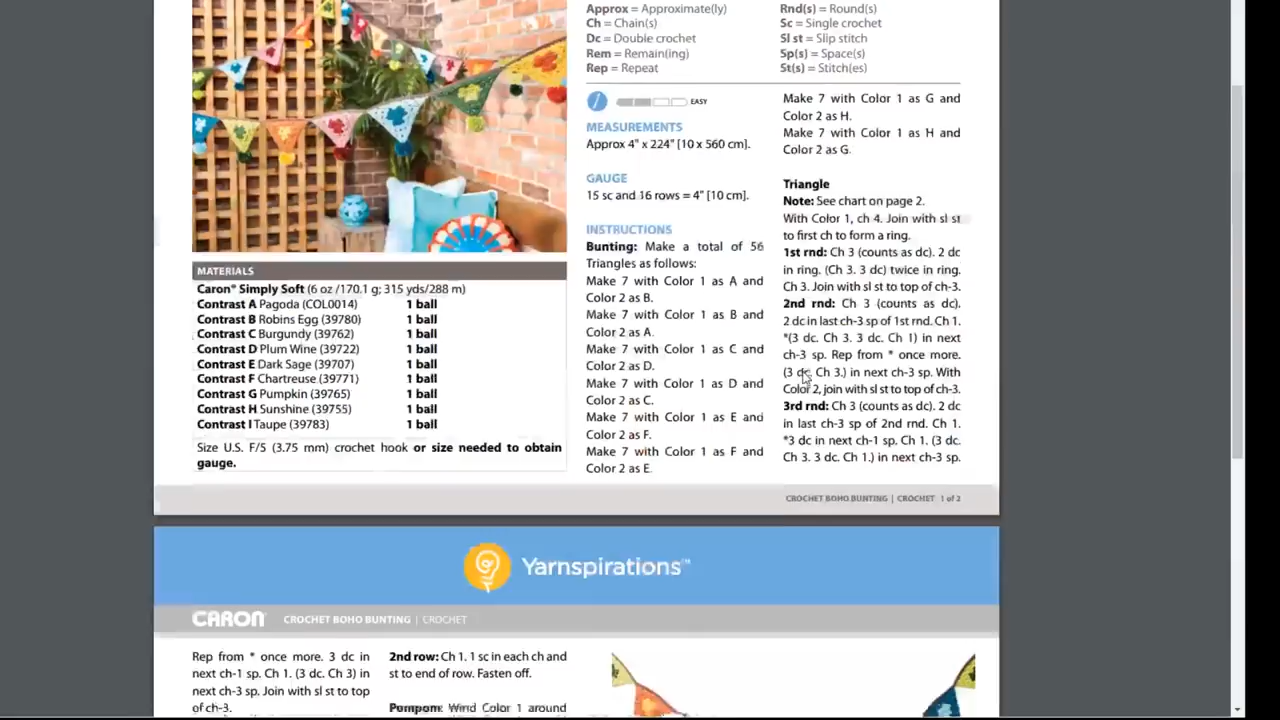 Approx = Approximate(ly)
Ch = Chain(s)
Dc = Double crochet
Rem = Remain(ing)
Rep = Repeat
Rnd(s) = Round(s)
Sc = Single crochet
Sl st = Slip stitch
Sp(s) = Space(s)
St(s) = Stitch(es)
MATERIALS
Caron® Simply Soft (6 oz /170.1 g; 315 yds/288 m)
Contrast A Pagoda (COL0014) 1 ball
Contrast B Robins Egg (39780) 1 ball
Contrast C Burgundy (39762) 1 ball
Contrast D Plum Wine (39722) 1 ball
Contrast E Dark Sage (39707) 1 ball
Contrast F Chartreuse (39771) 1 ball
Contrast G Pumpkin (39765) 1 ball
Contrast H Sunshine (39755) 1 ball
Contrast I Taupe (39783) 1 ball
Size U.S. F/5 (3.75 mm) crochet hook or size needed to obtain
gauge.
EASY
MEASUREMENTS
Approx 4" x 224" [10 x 560 cm].
GAUGE
15 sc and 16 rows = 4" [10 cm].
INSTRUCTIONS
Bunting: Make a total of 56
Triangles as follows:
Make 7 with Color 1 as A and
Color 2 as B.
Make 7 with Color 1 as B and
Color 2 as A.
Make 7 with Color 1 as C and
Color 2 as D.
Make 7 with Color 1 as D and
Color 2 as C.
Make 7 with Color 1 as E and
Color 2 as F.
Make 7 with Color 1 as F and
Color 2 as E.
Make 7 with Color 1 as G and
Color 2 as H.
Make 7 with Color 1 as H and
Color 2 as G.
Triangle
Note: See chart on page 2.
With Color 1, ch 4. Join with sl st
to first ch to form a ring.
1st rnd: Ch 3 (counts as dc). 2 dc
in ring. (Ch 3. 3 dc) twice in ring.
Ch 3. Join with sl st to top of ch-3.
2nd rnd: Ch 3 (counts as dc).
2 dc in last ch-3 sp of 1st rnd. Ch 1.
*(3 dc. Ch 3. 3 dc. Ch 1) in next
ch-3 sp. Rep from * once more.
(3 dc. Ch 3.) in next ch-3 sp. With
Color 2, join with sl st to top of ch-3.
3rd rnd: Ch 3 (counts as dc). 2 dc
in last ch-3 sp of 2nd rnd. Ch 1.
*3 dc in next ch-1 sp. Ch 1. (3 dc.
Ch 3. 3 dc. Ch 1.) in next ch-3 sp.
CROCHET BOHO BUNTING | CROCHET 1 of 2
Yarnspirations™
CARON® CROCHET BOHO BUNTING | CROCHET
Rep from * once more. 3 dc in
next ch-1 sp. Ch 1. (3 dc. Ch 3) in
next ch-3 sp. Join with sl st to top
of ch-3.
2nd row: Ch 1. 1 sc in each ch and
st to end of row. Fasten off.
Pompom: Wind Color 1 around